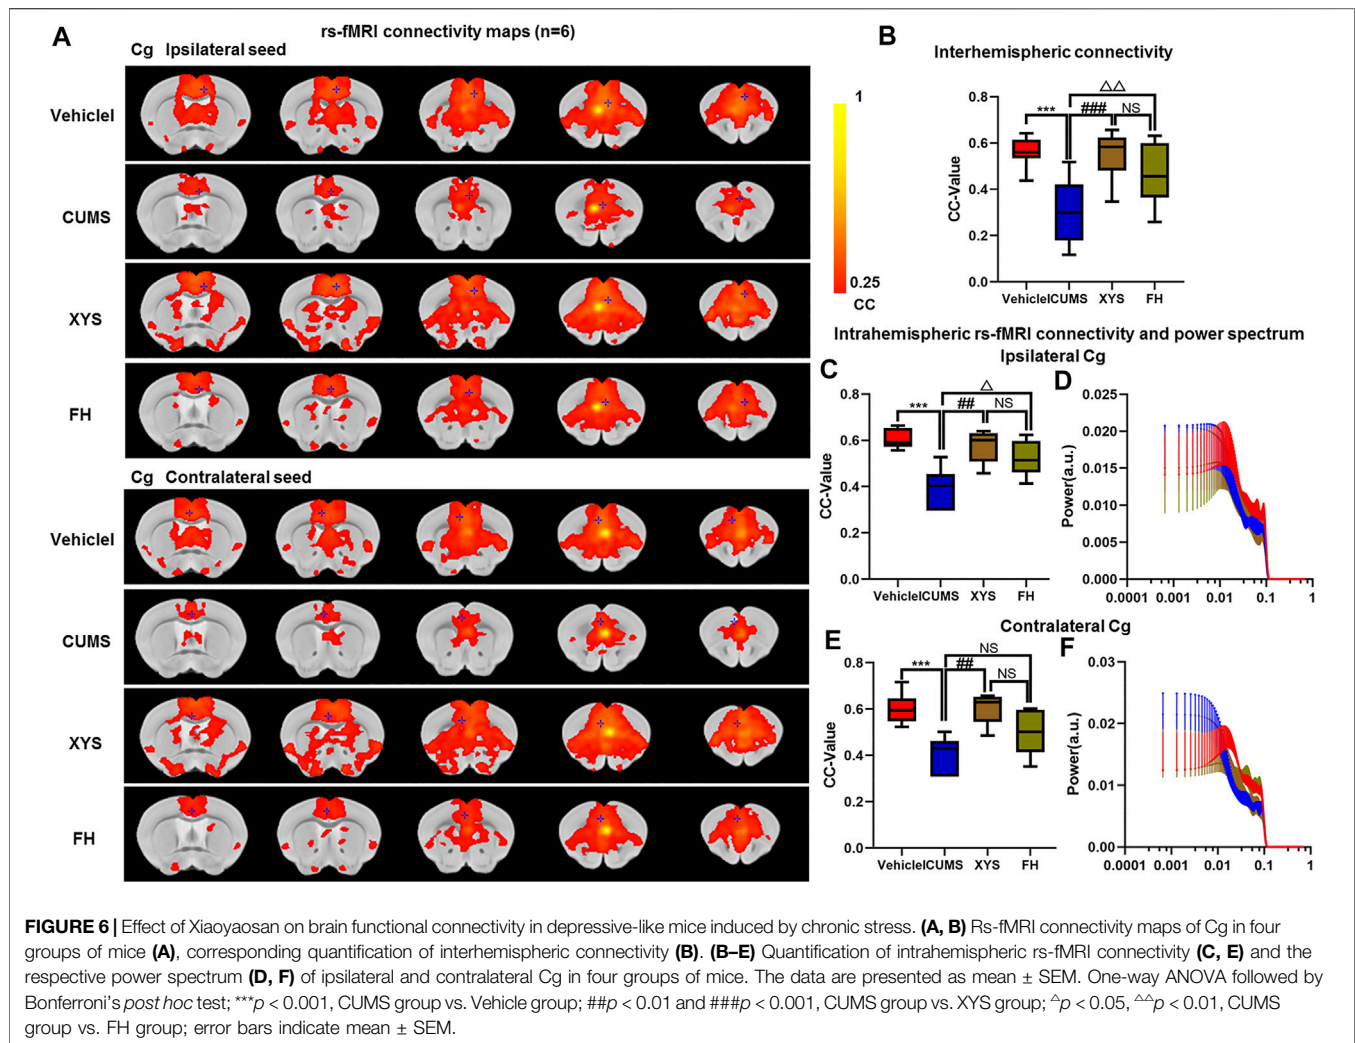 A
rs-fMRI connectivity maps (n=6)
Cg Ipsilateral seed
Vehiclel
CUMS
XYS
FH
Cg Contralateral seed
Vehiclel
CUMS
XYS
FH
1
0.25
CC
B
Interhemispheric connectivity
△△
*** ### NS
0.8
0.6
0.4
0.2
0.0
CC-Value
Vehiclel CUMS XYS FH
Intrahemispheric rs-fMRI connectivity and power spectrum
Ipsilateral Cg
C
△
*** ## NS
0.8
0.6
0.4
0.2
0.0
CC-Value
Vehiclel CUMS XYS FH
D
0.025
0.020
0.015
0.010
0.005
0.000
Power(a.u.)
0.0001 0.001 0.01 0.1 1
Contralateral Cg
E
NS
*** ## NS
0.8
0.6
0.4
0.2
0.0
CC-Value
Vehiclel CUMS XYS FH
F
0.03
0.02
0.01
0.00
Power(a.u.)
0.0001 0.001 0.01 0.1 1
FIGURE 6 | Effect of Xiaoyaosan on brain functional connectivity in depressive-like mice induced by chronic stress. (A, B) Rs-fMRI connectivity maps of Cg in four
groups of mice (A), corresponding quantification of interhemispheric connectivity (B). (B–E) Quantification of intrahemispheric rs-fMRI connectivity (C, E) and the
respective power spectrum (D, F) of ipsilateral and contralateral Cg in four groups of mice. The data are presented as mean ± SEM. One-way ANOVA followed by
Bonferroni's post hoc test; ***p < 0.001, CUMS group vs. Vehicle group; ##p < 0.01 and ###p < 0.001, CUMS group vs. XYS group; △p < 0.05, △△p < 0.01, CUMS
group vs. FH group; error bars indicate mean ± SEM.